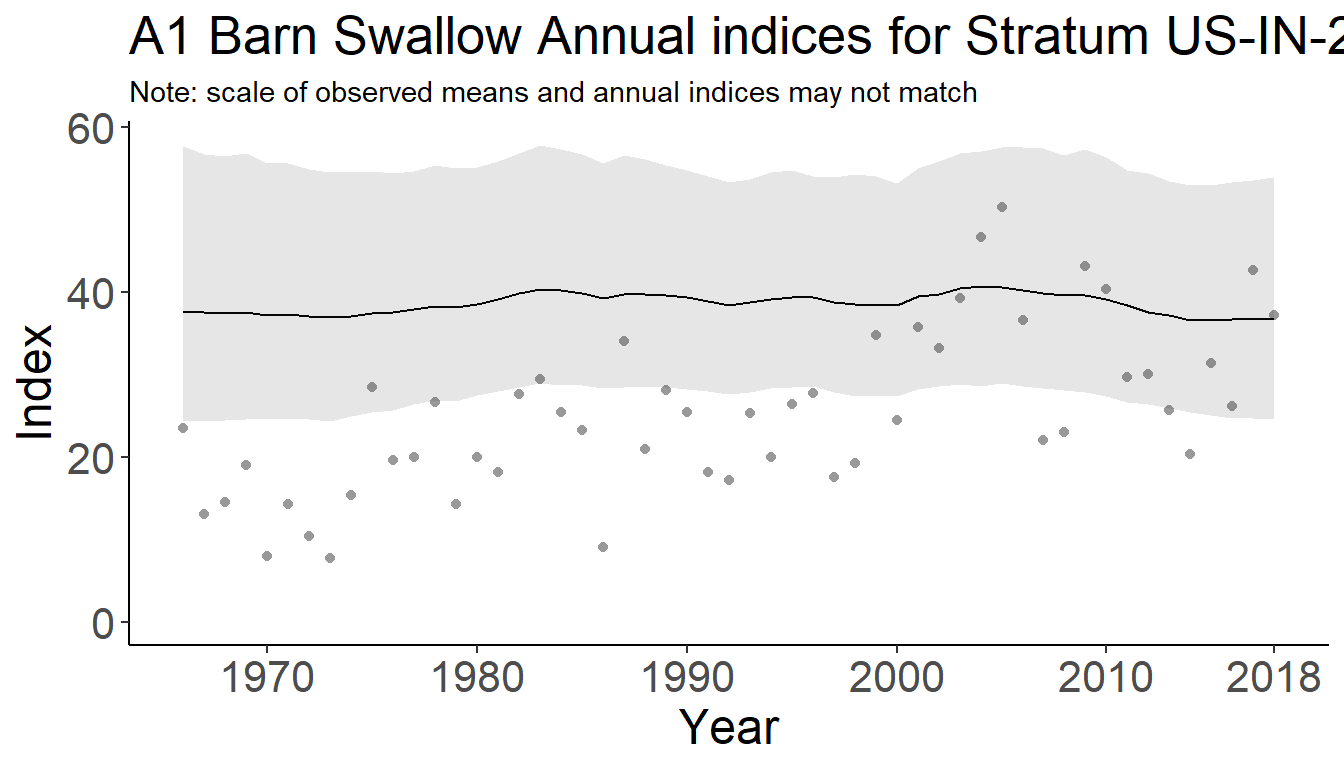 A1 Barn Swallow Annual indices for Stratum US-IN-2
Note: scale of observed means and annual indices may not match
60
40
20
0
Index
1970 1980 1990 2000 2010 2018
Year